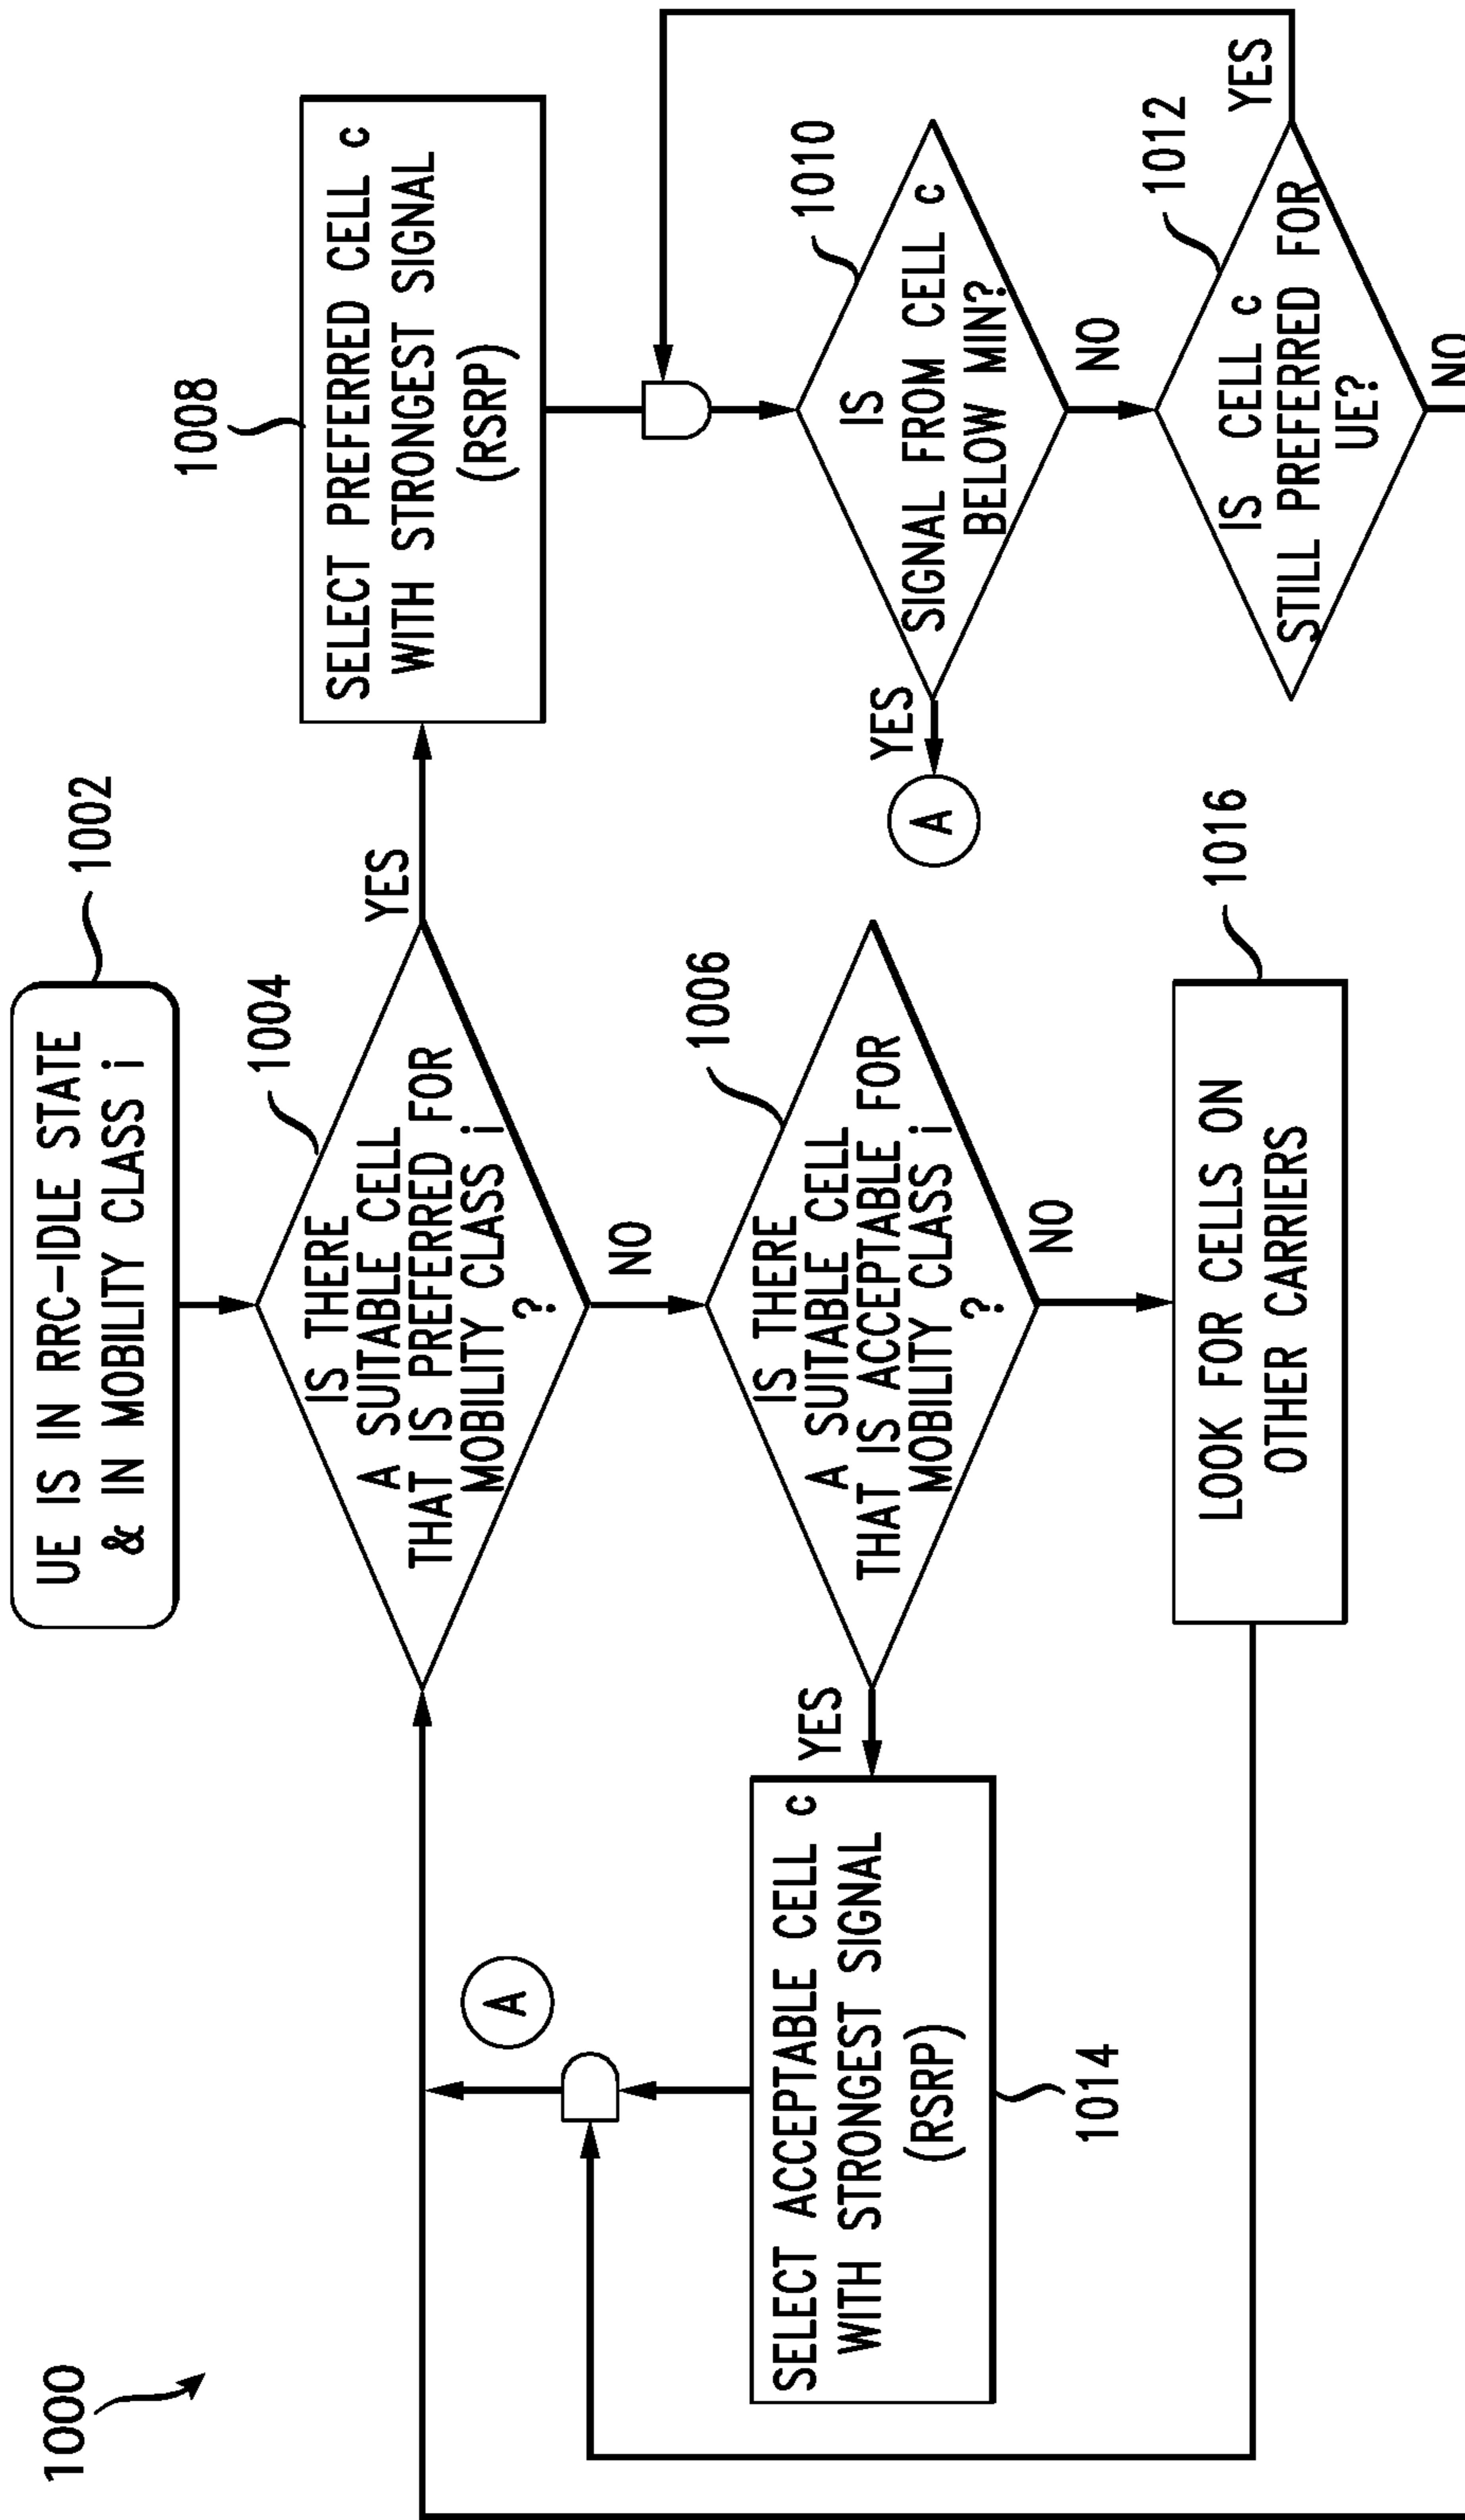 1000
UE IS IN RRC-IDLE STATE
& IN MOBILITY CLASS i
1002
IS THERE
A SUITABLE CELL
THAT IS PREFERRED FOR
MOBILITY CLASS i
?
1004
YES
NO
SELECT PREFERRED CELL c
WITH STRONGEST SIGNAL
(RSRP)
1008
A
IS THERE
A SUITABLE CELL
THAT IS ACCEPTABLE FOR
MOBILITY CLASS i
?
1006
YES
NO
SELECT ACCEPTABLE CELL c
WITH STRONGEST SIGNAL
(RSRP)
1014
IS
SIGNAL FROM CELL c
BELOW MIN?
1010
YES
A
NO
LOOK FOR CELLS ON
OTHER CARRIERS
1016
IS CELL c
STILL PREFERRED FOR
UE?
1012
YES
NO